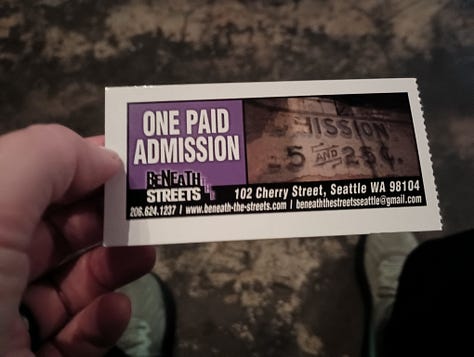 ONE PAID
ADMISSION
MISSION
5 AND 25¢.
BENEATH
STREETS
102 Cherry Street, Seattle WA 98104
206.624.1237 | www.beneath-the-streets.com | beneaththestreetsseattle@gmail.com